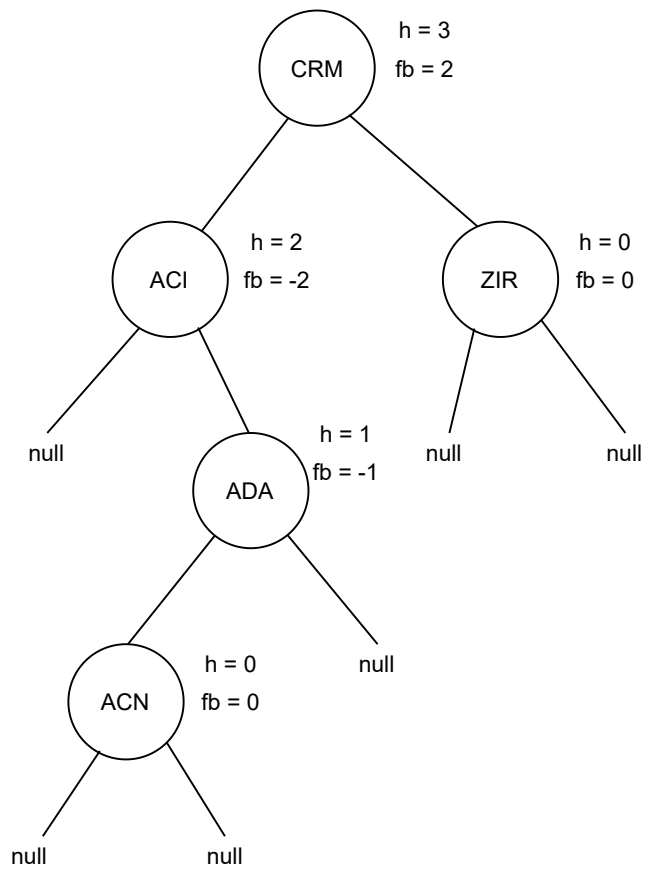 h = 3
CRM
fb = 2
h = 2
h = 0
ACI
fb = -2
ZIR
fb = 0
h = 1
null
null
null
fb = -1
ADA
h = 0
null
ACN
fb = 0
null
null